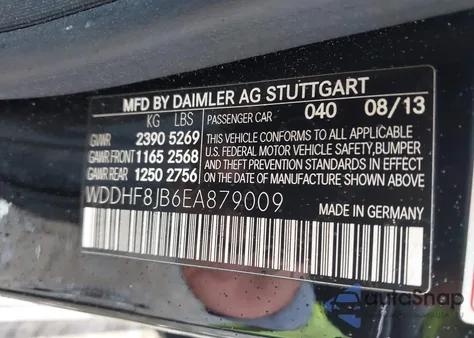 MFD BY DAIMLER AG STUTTGART
KG LBS PASSENGER CAR 040 08/13
GVWR 2390 5269 THIS VEHICLE CONFORMS TO ALL APPLICABLE
GAWR FRONT 1165 2568 U.S. FEDERAL MOTOR VEHICLE SAFETY,BUMPER
GAWR REAR 1250 2756 AND THEFT PREVENTION STANDARDS
IN EFFECT ON THE DATE OF MANUFACTURE
SHOWN ABOVE.
WDDHF8JB6EA879009
MADE IN GERMANY
autoSnap